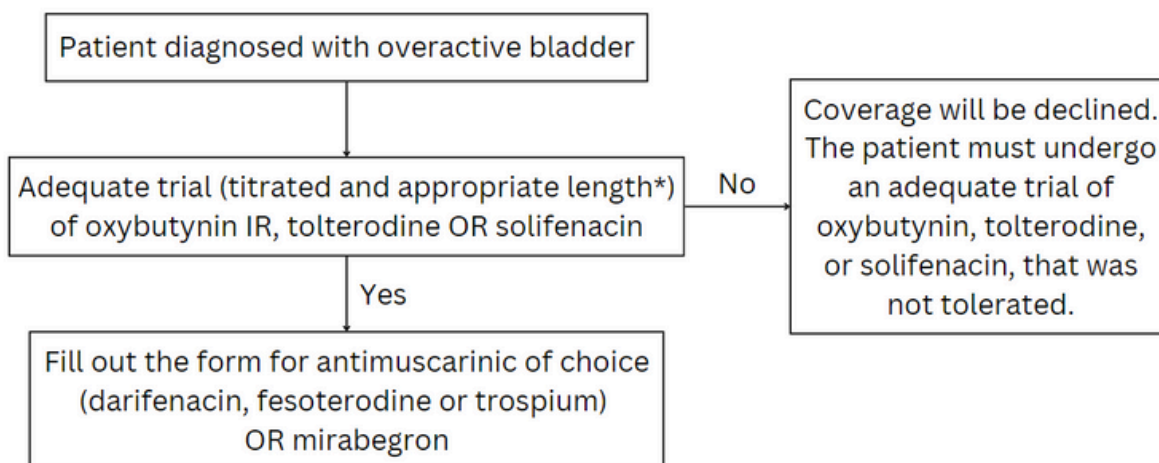 Patient diagnosed with overactive bladder
Adequate trial (titrated and appropriate length*)
of oxybutynin IR, tolterodine OR solifenacin
No
Coverage will be declined.
The patient must undergo
an adequate trial of
oxybutynin, tolterodine,
or solifenacin, that was
not tolerated.
Yes
Fill out the form for antimuscarinic of choice
(darifenacin, fesoterodine or trospium)
OR mirabegron